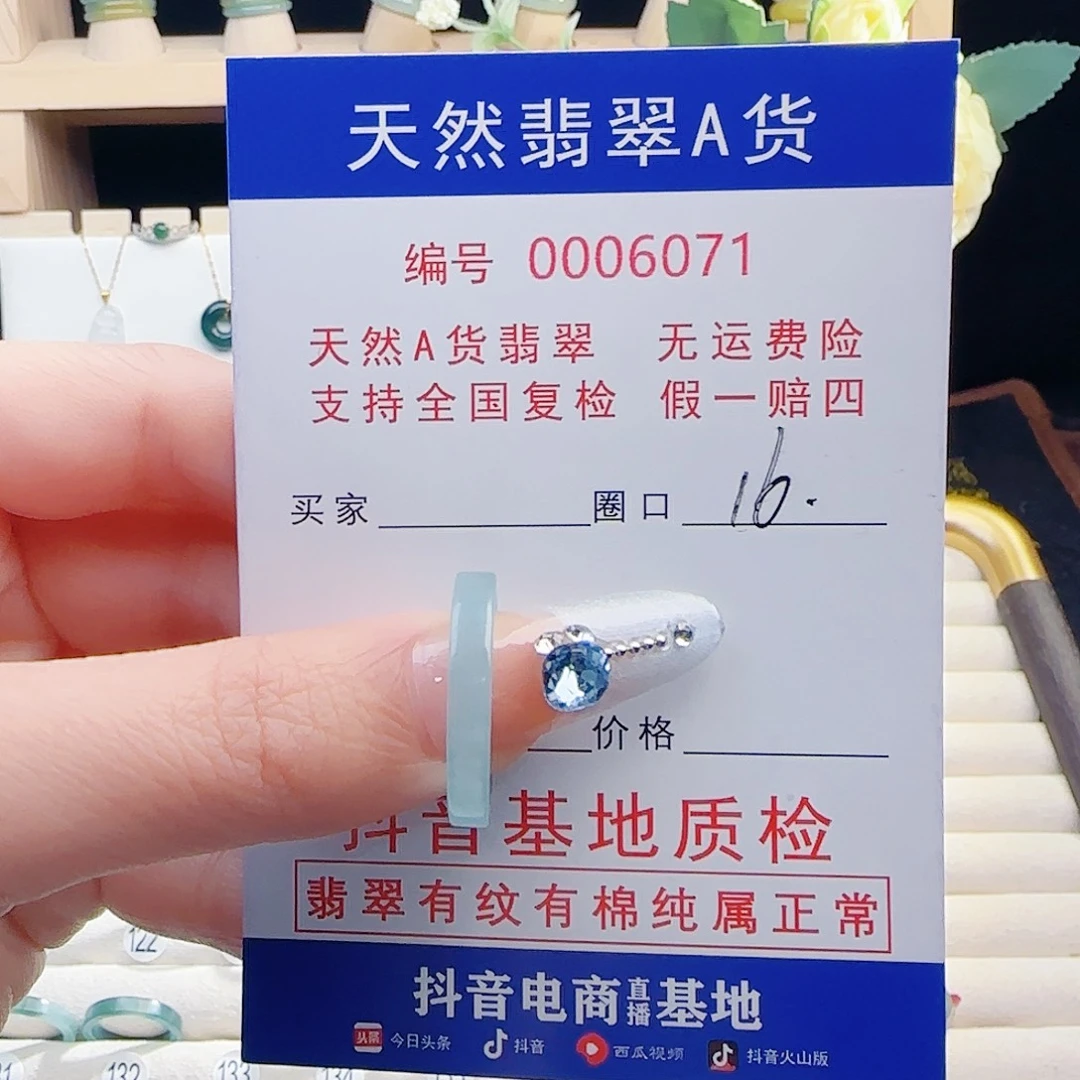 天然翡翠A货
编号 0006071
天然A货翡翠 无运费险
支持全国复检 假一赔四
买家 圈口 16.
价格
抖音基地质检
翡翠有纹有棉纯属正常
抖音电商直播基地
头条 今日头条 抖音 西瓜视频 抖音火山版
122
132 133 134